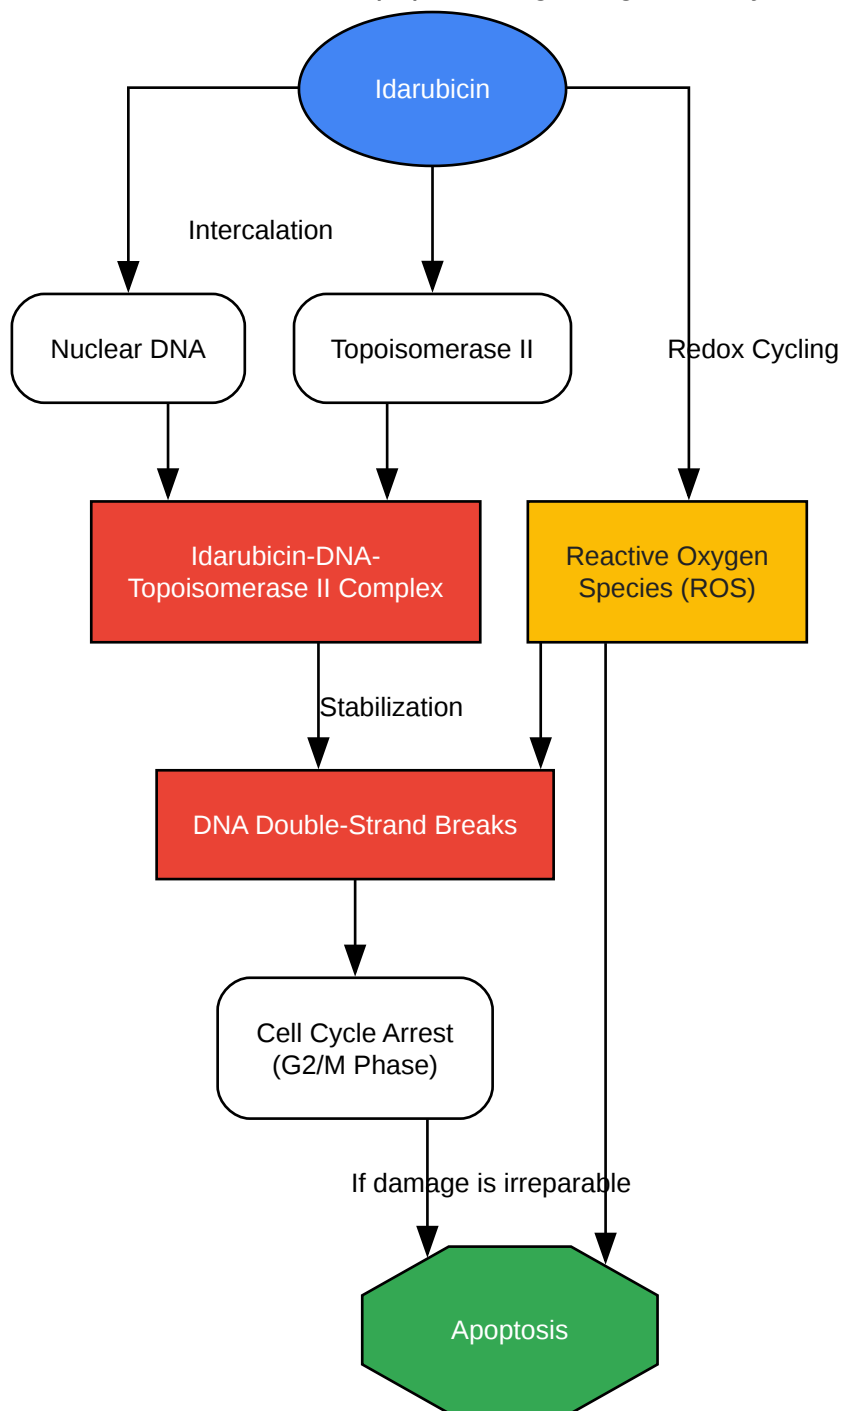 Idarubicin
Intercalation
Nuclear DNA
Topoisomerase II
Redox Cycling
Idarubicin-DNA-
Topoisomerase II Complex
Reactive Oxygen
Species (ROS)
Stabilization
DNA Double-Strand Breaks
Cell Cycle Arrest
(G2/M Phase)
If damage is irreparable
Apoptosis